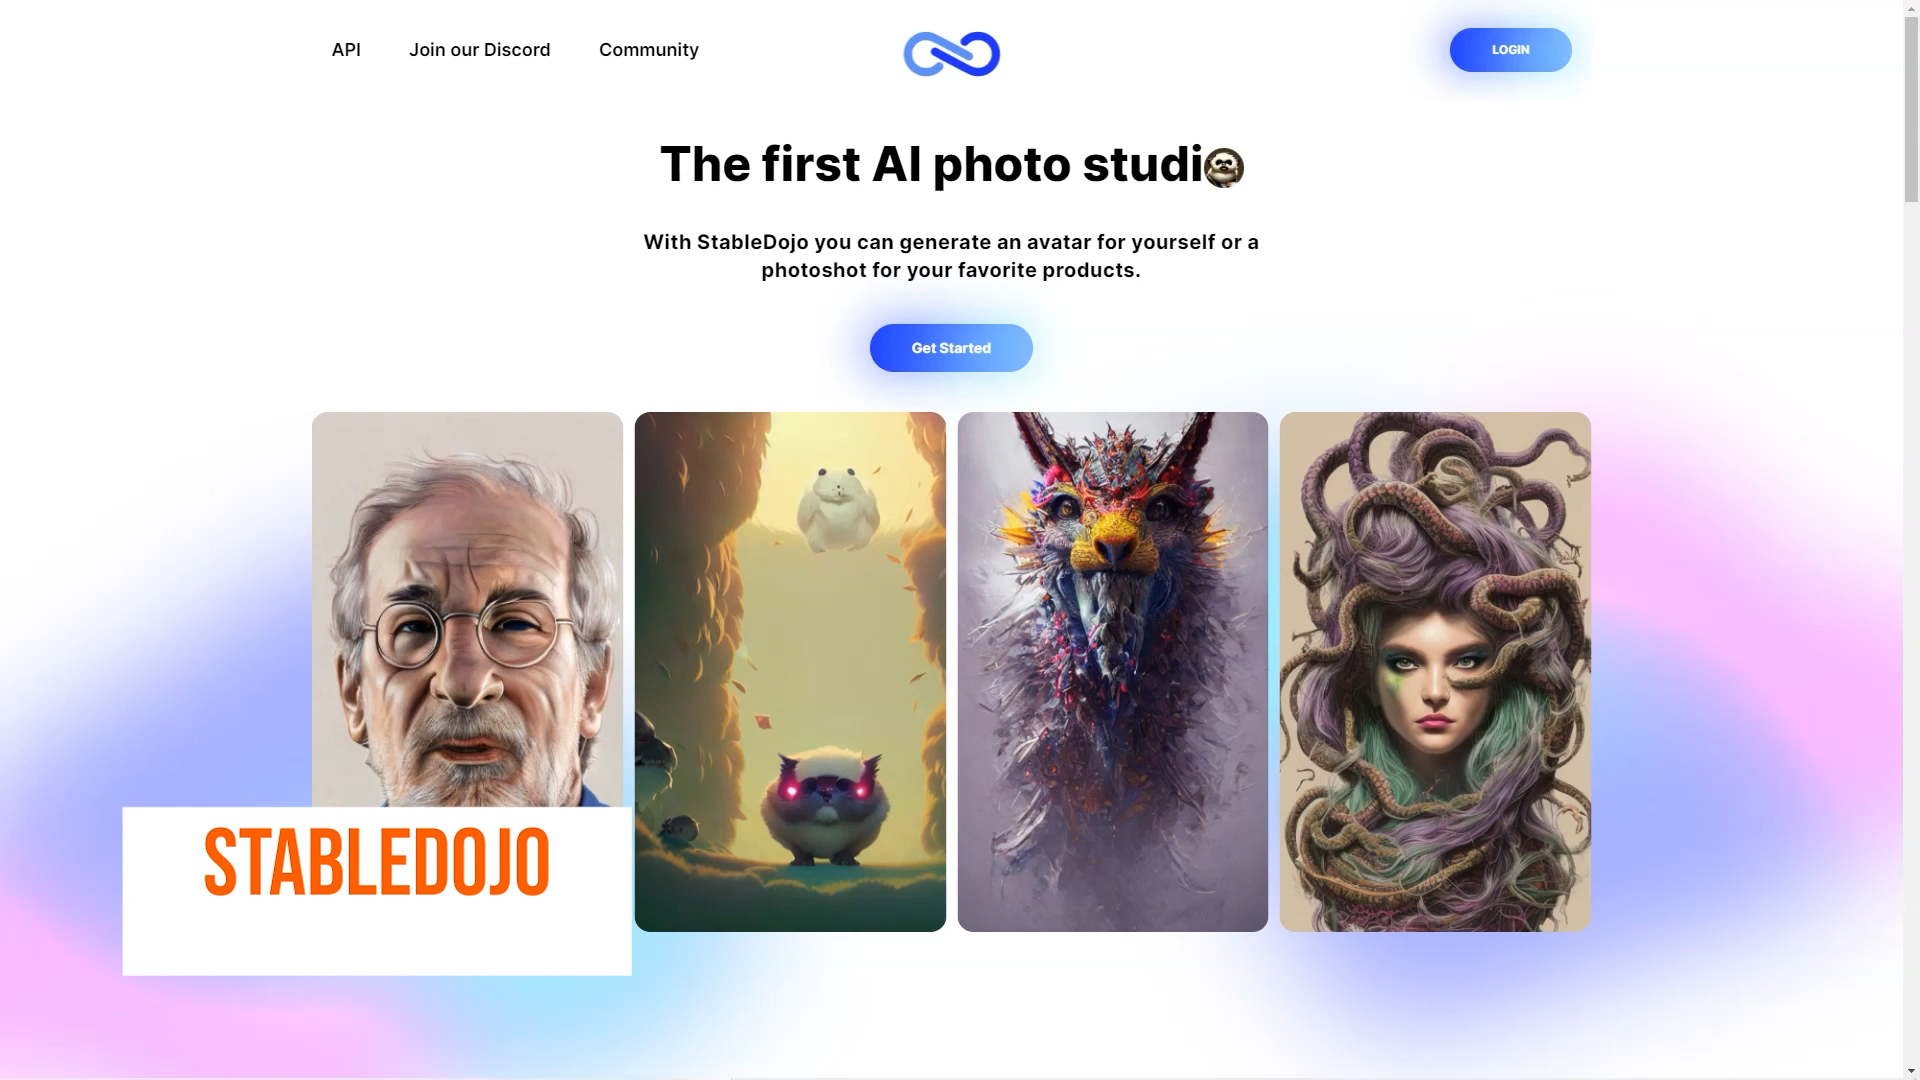 API
Join our Discord
Community
LOGIN
The first AI photo studi
With StableDojo you can generate an avatar for yourself or a
photoshot for your favorite products.
Get Started
STABLEDOJO